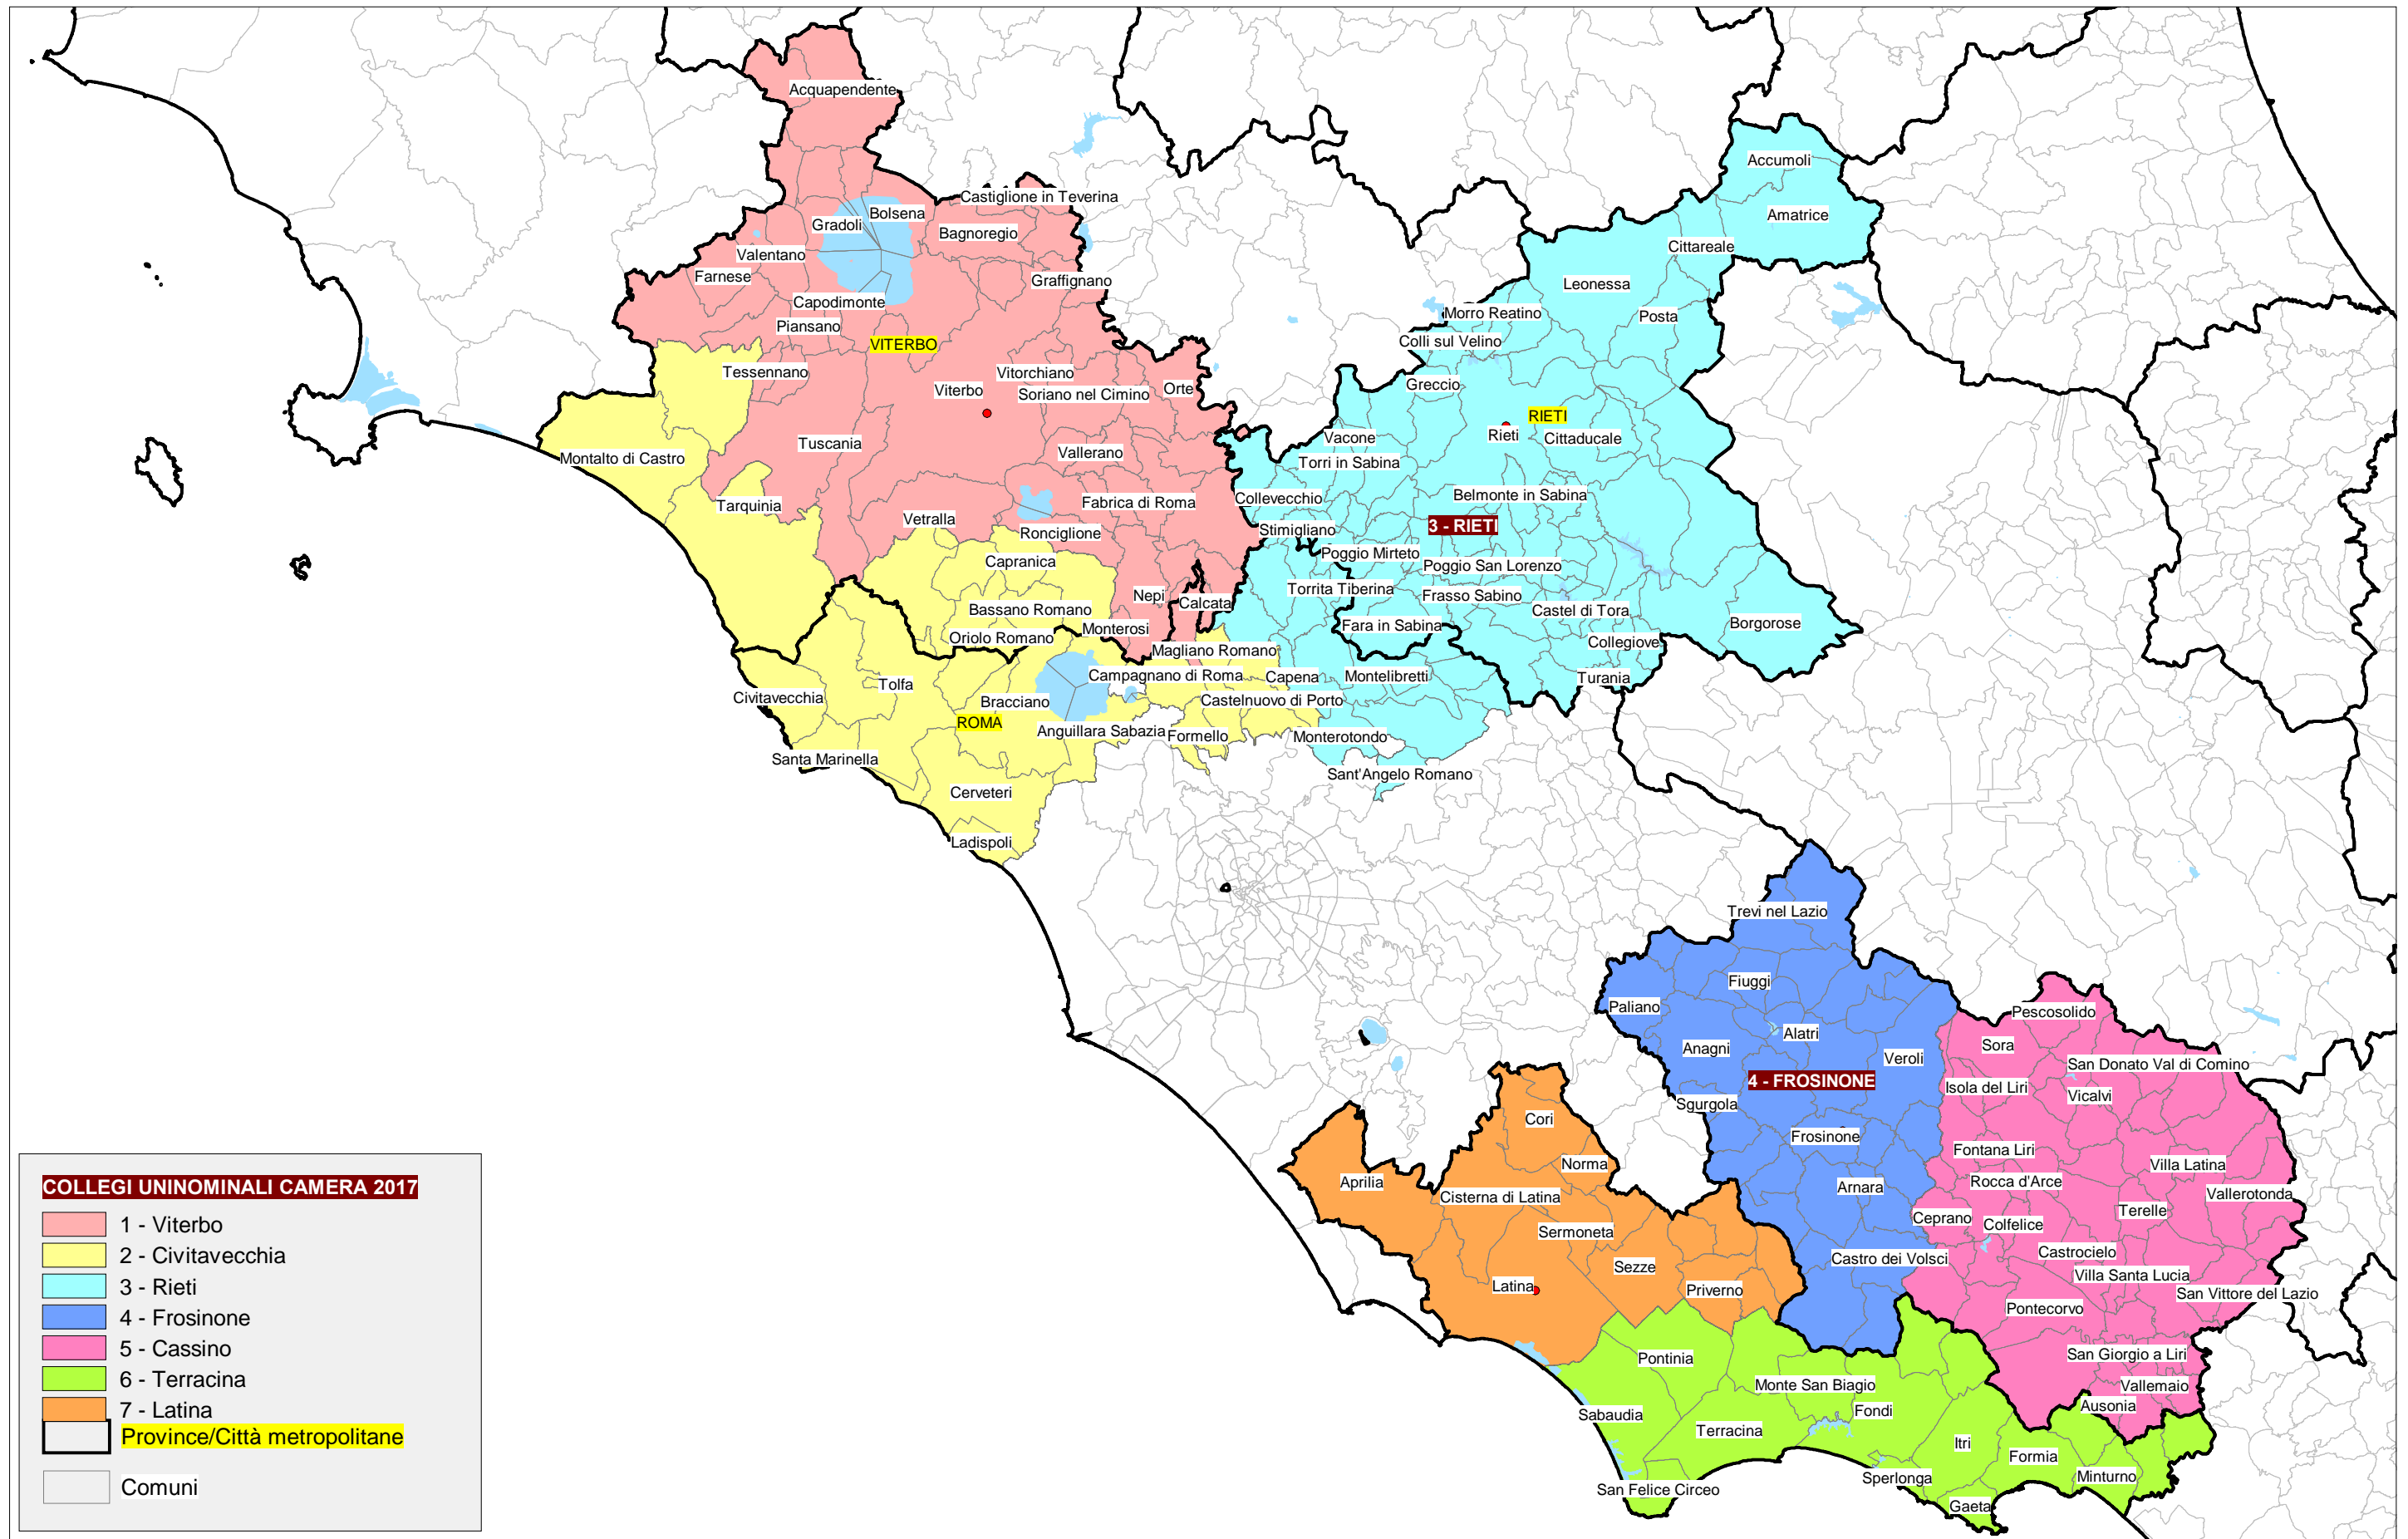 Acquapendente
Accumoli
Castiglione in Teverina
Bolsena
Amatrice
Gradoli
Bagnoregio
Cittareale
Valentano
Farnese
Graffignano
Leonessa
Capodimonte
Morro Reatino
Posta
Piansano
VITERBO
Colli sul Velino
Tessennano
Vitorchiano
Viterbo
Soriano nel Cimino
Orte
Greccio
RIETI
Rieti
Cittaducale
Vacone
Tuscania
Vallerano
Montalto di Castro
Torri in Sabina
Collevecchio
Belmonte in Sabina
Fabrica di Roma
Tarquinia
Vetralla
3 - RIETI
Ronciglione
Stimigliano
Poggio Mirteto
Capranica
Poggio San Lorenzo
Torrita Tiberina
Nepi
Calcata
Frasso Sabino
Bassano Romano
Castel di Tora
Monterosi
Fara in Sabina
Borgorose
Oriolo Romano
Collegiove
Magliano Romano
Campagnano di Roma
Capena
Montelibretti
Turania
Tolfa
Civitavecchia
Bracciano
Castelnuovo di Porto
ROMA
Anguillara Sabazia
Formello
Monterotondo
Santa Marinella
Sant'Angelo Romano
Cerveteri
Ladispoli
Trevi nel Lazio
Fiuggi
Paliano
Pescosolido
Alatri
Anagni
Sora
Veroli
San Donato Val di Comino
4 - FROSINONE
Isola del Liri
Vicalvi
Sgurgola
Cori
Frosinone
Fontana Liri
Norma
Villa Latina
Aprilia
Rocca d'Arce
Arnara
Cisterna di Latina
Vallerotonda
Terelle
Ceprano
Colfelice
Sermoneta
Castrocielo
Castro dei Volsci
Sezze
Villa Santa Lucia
Latina
Priverno
San Vittore del Lazio
Pontecorvo
San Giorgio a Liri
Pontinia
Monte San Biagio
Vallemaio
Ausonia
Fondi
Sabaudia
Terracina
Itri
Formia
Sperlonga
Minturno
San Felice Circeo
Gaeta
COLLEGI UNINOMINALI CAMERA 2017
1 - Viterbo
2 - Civitavecchia
3 - Rieti
4 - Frosinone
5 - Cassino
6 - Terracina
7 - Latina
Province/Città metropolitane
Comuni